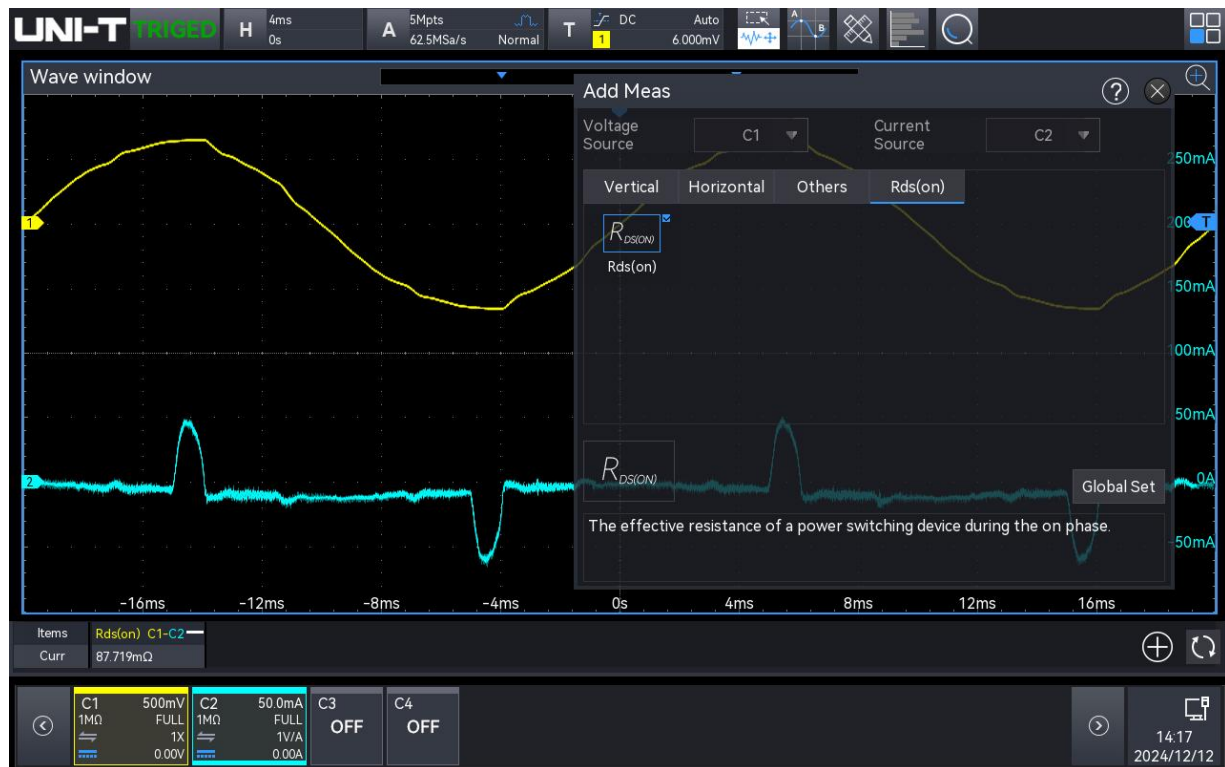 UNI-T TRIGED H 4ms 0s A 5Mpts 62.5MSa/s Normal T DC 1 Auto 6.000mV A B
Wave window
Add Meas ?
Voltage Source C1 Current Source C2
250mA
Vertical Horizontal Others Rds(on)
1 T
RDS(ON)
Rds(on)
150mA
100mA
50mA
2 RDS(ON) 0A
Global Set
The effective resistance of a power switching device during the on phase.
-50mA
-16ms -12ms -8ms -4ms 0s 4ms 8ms 12ms 16ms
Items Rds(on) C1-C2
Curr 87.719mΩ
C1 500mV C2 50.0mA C3 C4
1MΩ FULL 1MΩ FULL OFF OFF
1X 1V/A
0.00V 0.00A
14:17
2024/12/12